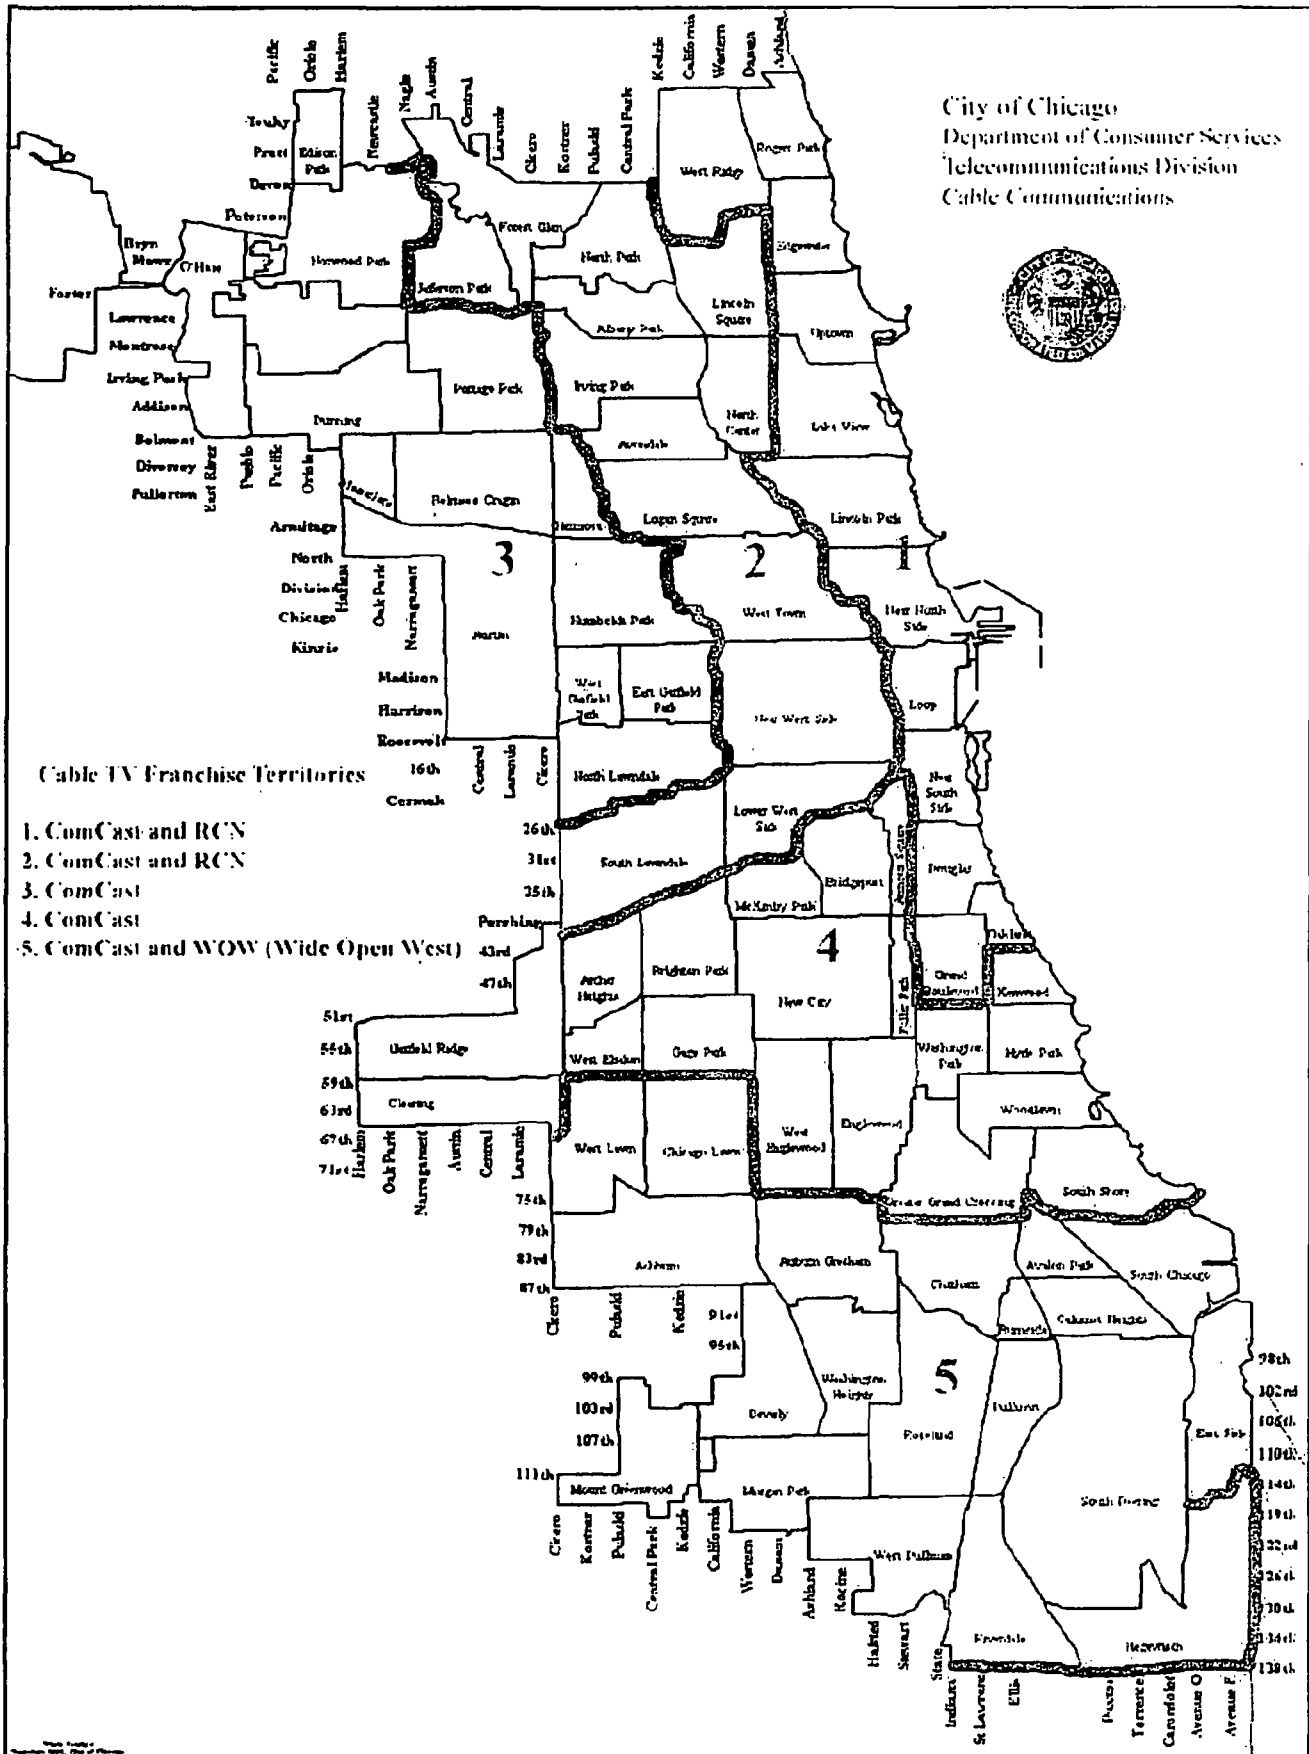 Pacific
Oriole
Harlem
Newcastle
Nagle
Austin
Central
Laramie
Cicero
Kostner
Pulaski
Central Park
Kedzie
California
Western
Damen
Ashland
City of Chicago
Department of Consumer Services
Telecommunications Division
Cable Communications
Touhy
Pratt
Devon
Peterson
Bryn
Mawr
Foster
Lawrence
Montrose
Irving Park
Addison
Belmont
Diversey
Fullerton
East River
Pueblo
Pacific
Oriole
Armitage
North
Division
Chicago
Kinzie
Harlem
Oak Park
Narragansett
Madison
Harrison
Roosevelt
16th
Cermak
Central
Laramie
Cicero
Edison
Park
Norwood Park
O'Hare
Jefferson Park
Forest Glen
North Park
West Ridge
Rogers Park
Edgewater
Lincoln
Square
Uptown
Albany Park
Portage Park
Irving Park
Dunning
North
Center
Lake View
Avondale
Belmont Cragin
Hermosa
Logan Square
Lincoln Park
3
2
1
Austin
Humboldt Park
West Town
Near North
Side
West
Garfield
Park
East Garfield
Park
Near West Side
Loop
North Lawndale
Near
South
Side
Lower West
Side
South Lawndale
Cable TV Franchise Territories
1. ComCast and RCN
2. ComCast and RCN
3. ComCast
4. ComCast
5. ComCast and WOW (Wide Open West)
26th
31st
35th
Pershing
43rd
47th
51st
55th
59th
63rd
67th
71st
Bridgeport
Armour Square
Douglas
McKinley Park
4
Oakland
Grand
Boulevard
Kenwood
Archer
Heights
Brighton Park
New City
Fuller Park
Garfield Ridge
West Elsdon
Gage Park
Washington
Park
Hyde Park
Clearing
Woodlawn
West Lawn
Chicago Lawn
West
Englewood
Englewood
Harlem
Oak Park
Narragansett
Austin
Central
Laramie
75th
79th
83rd
87th
Greater Grand Crossing
South Shore
Ashburn
Auburn Gresham
Chatham
Avalon Park
South Chicago
Burnside
Calumet Heights
Cicero
Pulaski
Kedzie
91st
95th
99th
103rd
107th
111th
Washington
Heights
5
Beverly
Roseland
Pullman
East Side
98th
102rd
106th
110th
114th
119th
122rd
126th
130th
134th
138th
Mount Greenwood
Morgan Park
South Deering
West Pullman
Riverdale
Hegewisch
Cicero
Kostner
Pulaski
Central Park
Kedzie
California
Western
Damen
Ashland
Racine
Halsted
Stewart
State
Indiana
St Lawrence
Ellis
Torrence
Carondolet
Avenue O
Avenue F